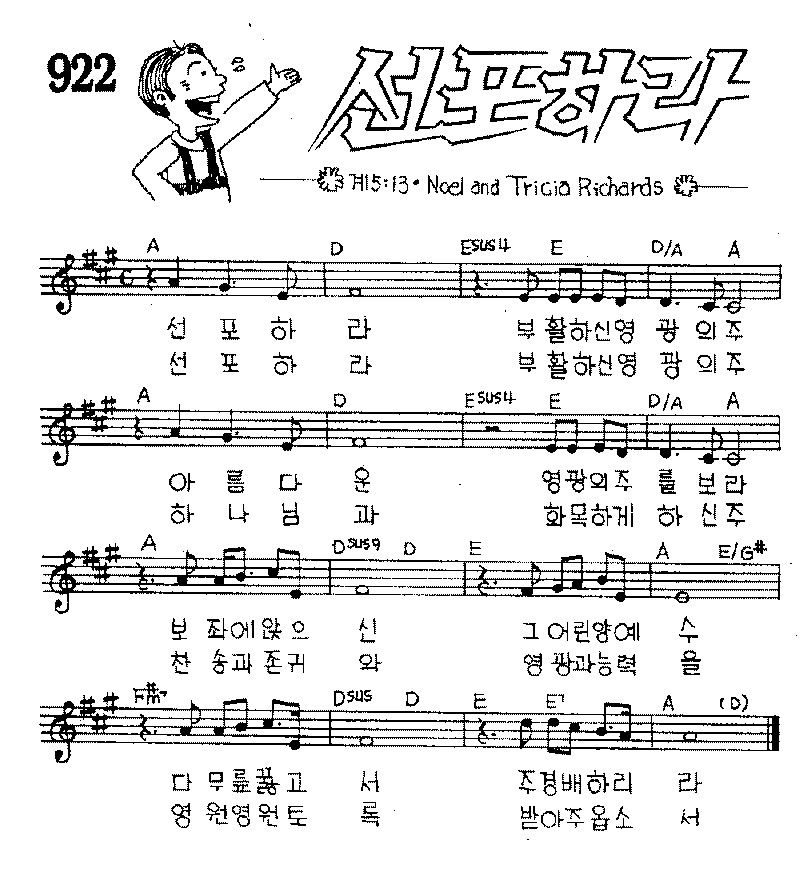 922
선포하라
계15:13 · Noel and Tricia Richards
A D Esus4 E D/A A
선 포 하 라 부활하신영 광 의주
선 포 하 라 부활하신영 광 의주
A D Esus4 E D/A A
아 름 다 운 영광의주 를 보라
하 나 님 과 화목하게 하 신주
A Dsus9 D E A E/G#
보 좌에앉으 신 그어린양예 수
찬 송과존귀 와 영광과능력 을
F#m7 Dsus D E E7 A (D)
다 무릎꿇고 서 주경배하리 라
영 원영원토 록 받아주옵소 서